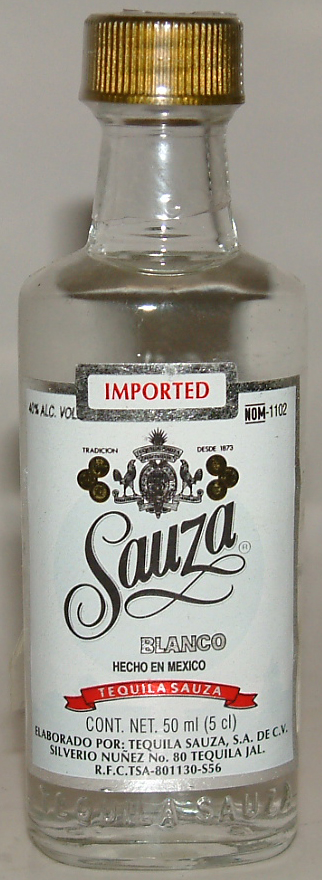 IMPORTED
40% ALC. VOL
NOM-1102
TRADICION
DESDE 1873
Sauza ®
BLANCO
HECHO EN MEXICO
TEQUILA SAUZA
CONT. NET. 50 ml (5 cl)
ELABORADO POR: TEQUILA SAUZA, S.A. DE C.V.
SILVERIO NUÑEZ No. 80 TEQUILA JAL.
R.F.C.TSA-801130-S56
TEQUILA SAUZA